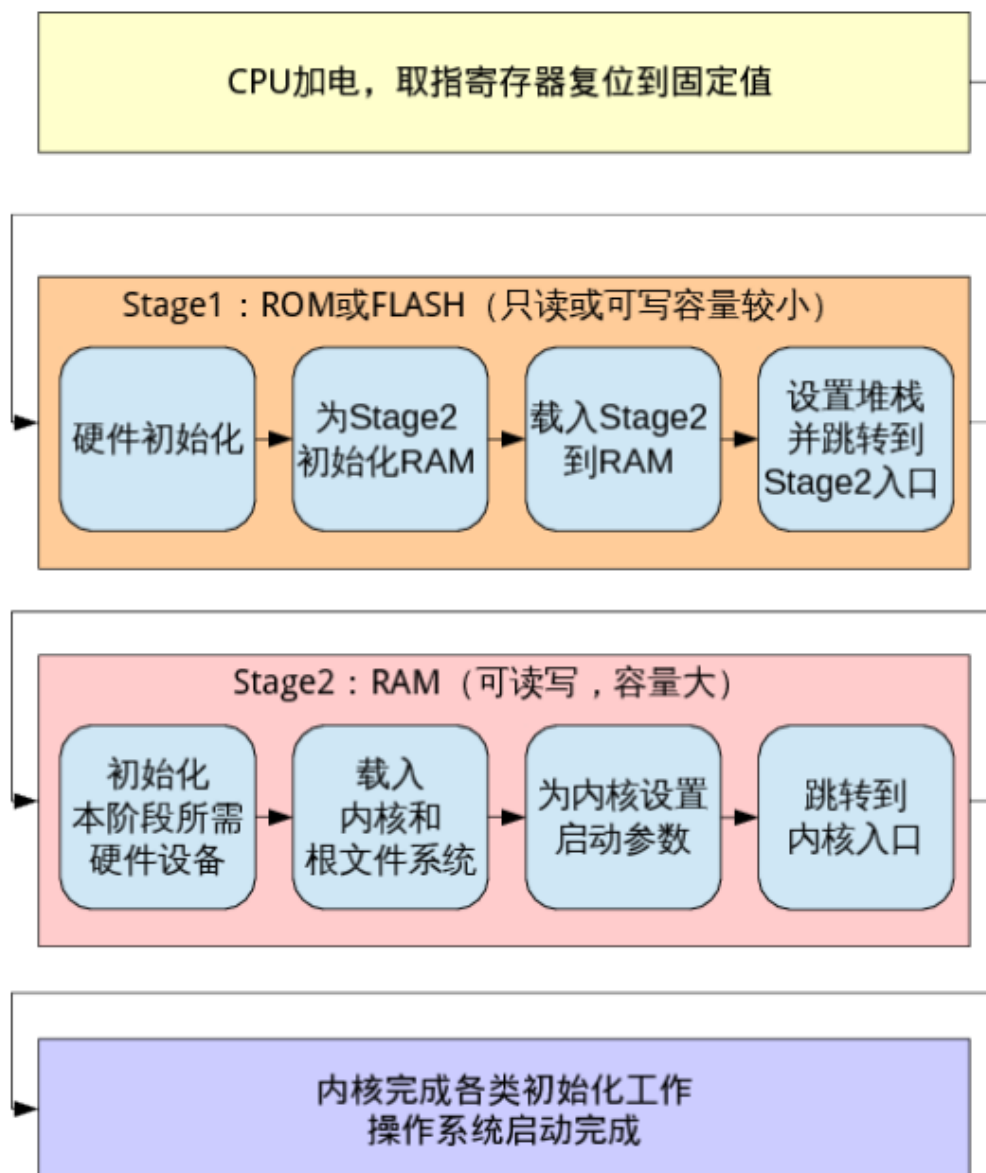 CPU加电，取指寄存器复位到固定值
Stage1：ROM或FLASH（只读或可写容量较小）
硬件初始化
为Stage2
初始化RAM
载入Stage2
到RAM
设置堆栈
并跳转到
Stage2入口
Stage2：RAM（可读写，容量大）
初始化
本阶段所需
硬件设备
载入
内核和
根文件系统
为内核设置
启动参数
跳转到
内核入口
内核完成各类初始化工作
操作系统启动完成